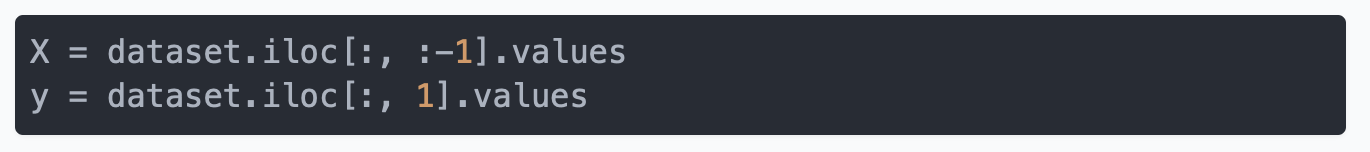 X = dataset.iloc[:, :-1].values
y = dataset.iloc[:, 1].values